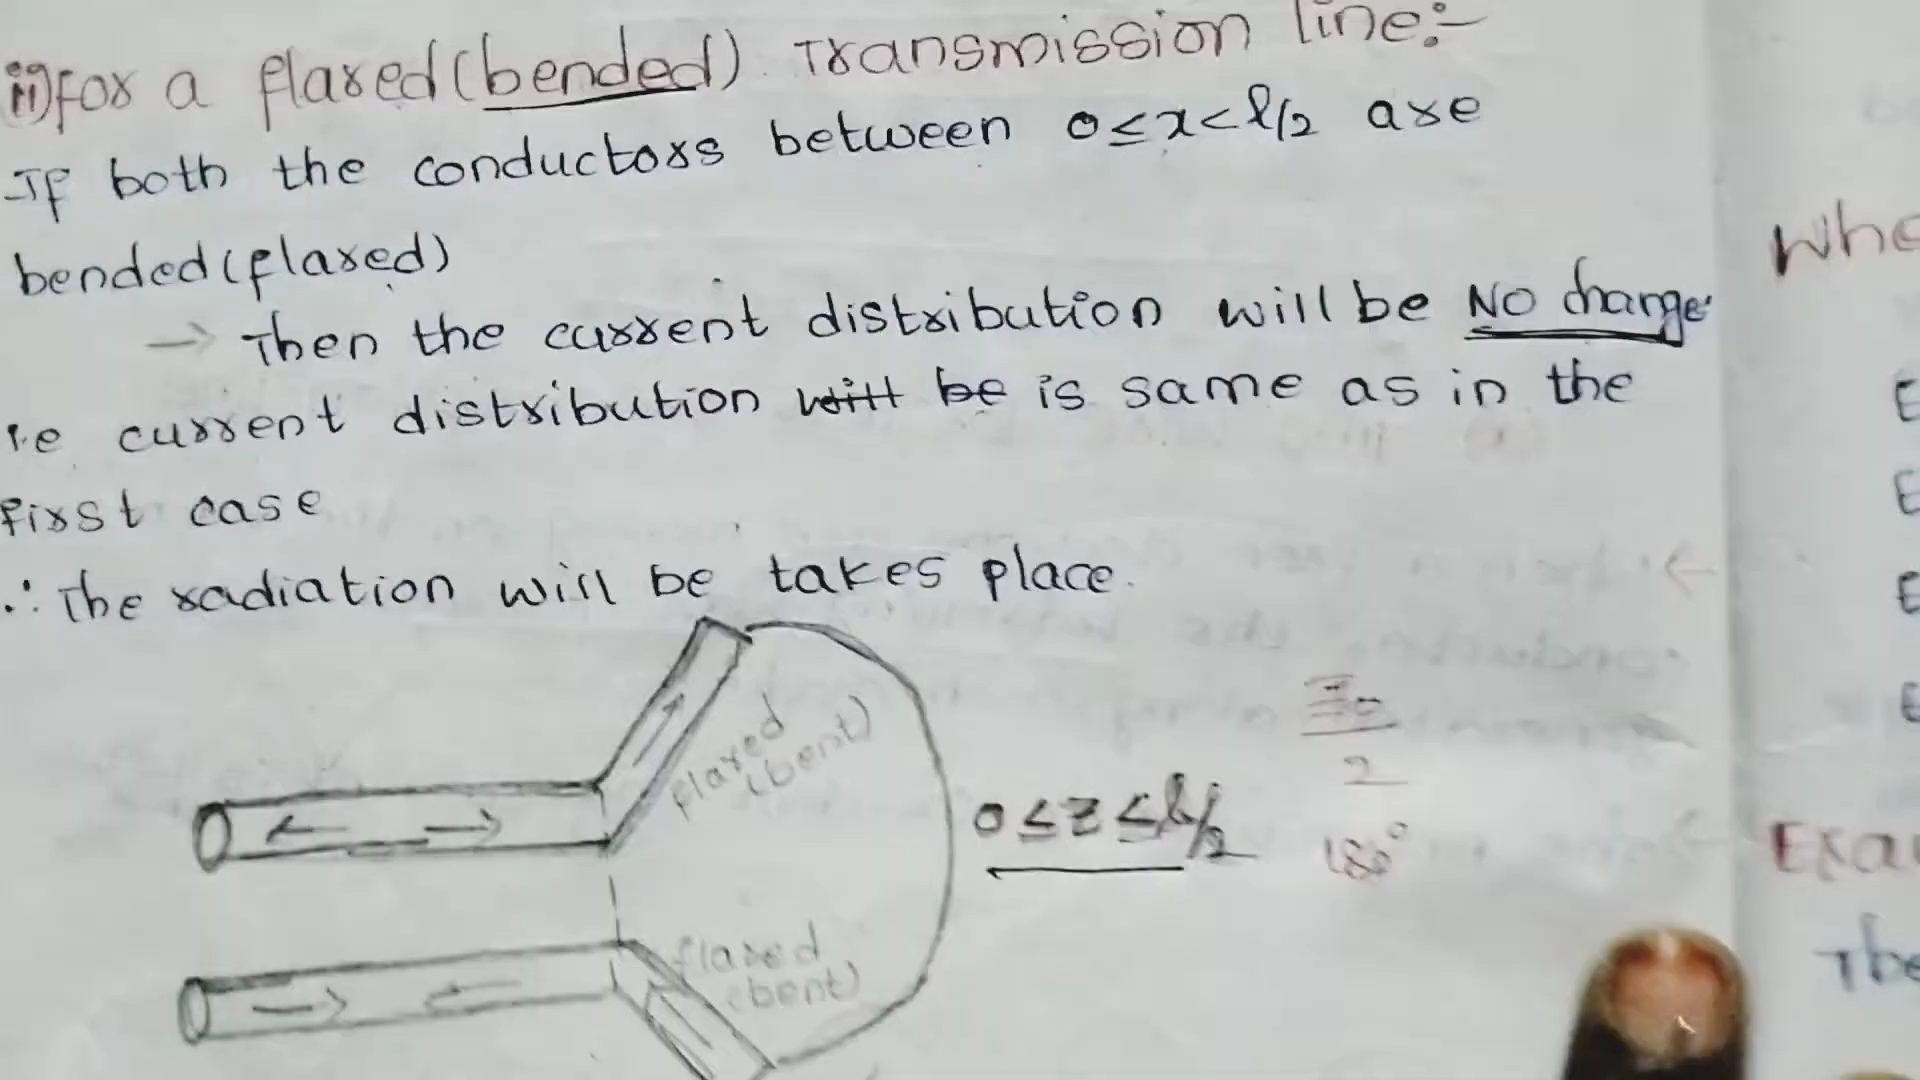 ii) For a flared (bended) Transmission line:-
If both the conductors between 0≤x<l/2 are
bended (flared)
→ Then the current distribution will be NO change
i.e current distribution will be is same as in the
first case
∴ The radiation will be takes place.
flared
(bent)
0≤z≤l/2
2
180°
flared
(bent)
Whe
E
E
E
E
Exa
The